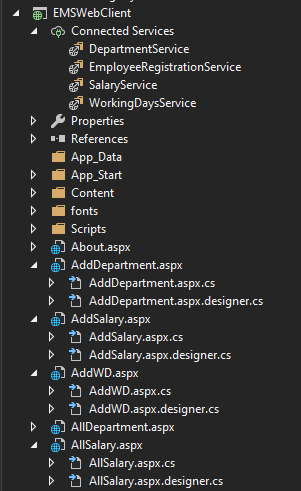 EMSWebClient
Connected Services
DepartmentService
EmployeeRegistrationService
SalaryService
WorkingDaysService
Properties
References
App_Data
App_Start
Content
fonts
Scripts
About.aspx
AddDepartment.aspx
AddDepartment.aspx.cs
AddDepartment.aspx.designer.cs
AddSalary.aspx
AddSalary.aspx.cs
AddSalary.aspx.designer.cs
AddWD.aspx
AddWD.aspx.cs
AddWD.aspx.designer.cs
AllDepartment.aspx
AllSalary.aspx
AllSalary.aspx.cs
AllSalary.aspx.designer.cs